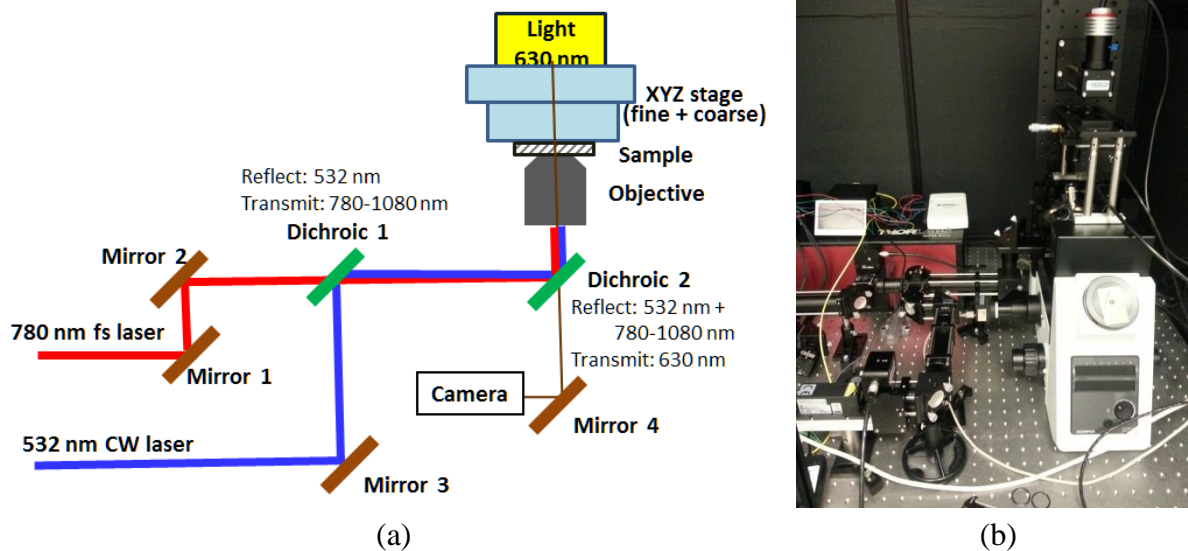 Light
630 nm
XYZ stage
(fine + coarse)
Sample
Objective
Reflect: 532 nm
Transmit: 780-1080 nm
Dichroic 1
Mirror 2
Dichroic 2
Reflect: 532 nm +
780-1080 nm
Transmit: 630 nm
780 nm fs laser
Mirror 1
Camera
Mirror 4
532 nm CW laser
Mirror 3
(a)
(b)